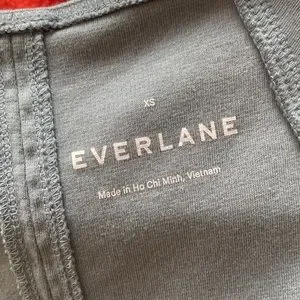 XS
EVERLANE
Made in Ho Chi Minh, Vietnam